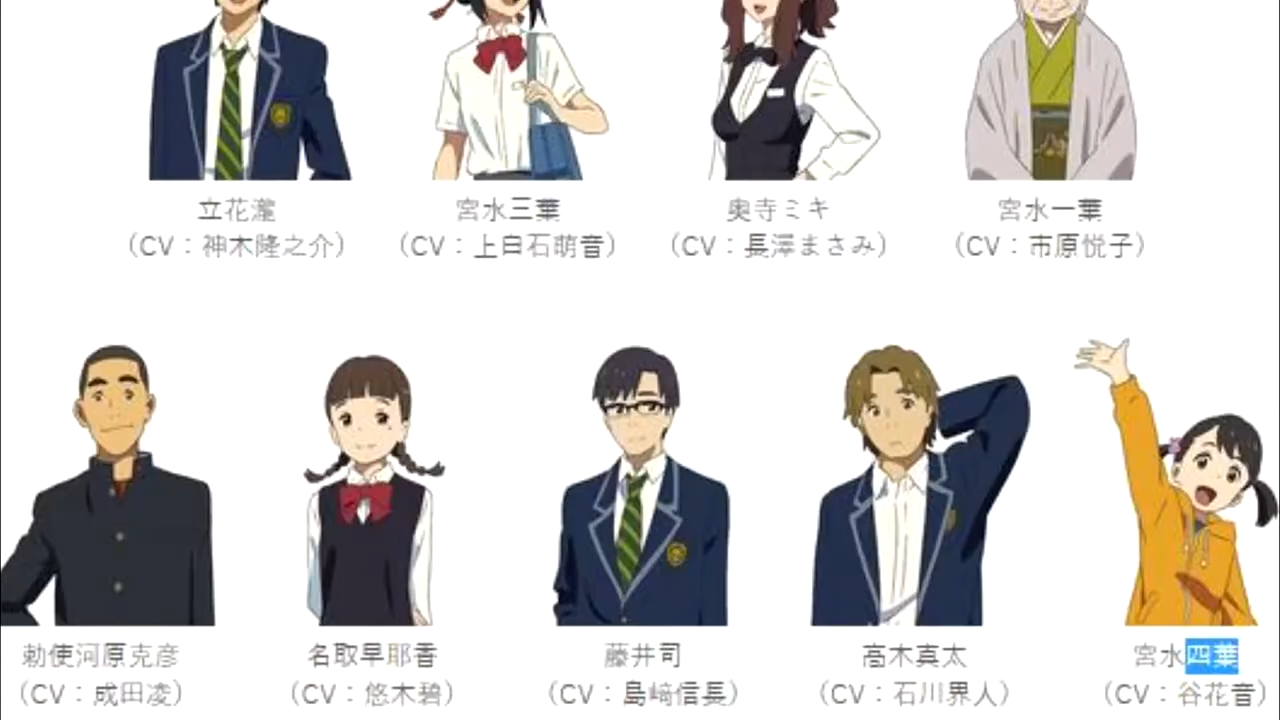 立花瀧
宮水三葉
奥寺ミキ
宮水一葉
（CV：神木隆之介）
（CV：上白石萌音）
（CV：長澤まさみ）
（CV：市原悦子）
勅使河原克彦
名取早耶香
藤井司
高木真太
宮水四葉
（CV：成田凌）
（CV：悠木碧）
（CV：島﨑信長）
（CV：石川界人）
（CV：谷花音）